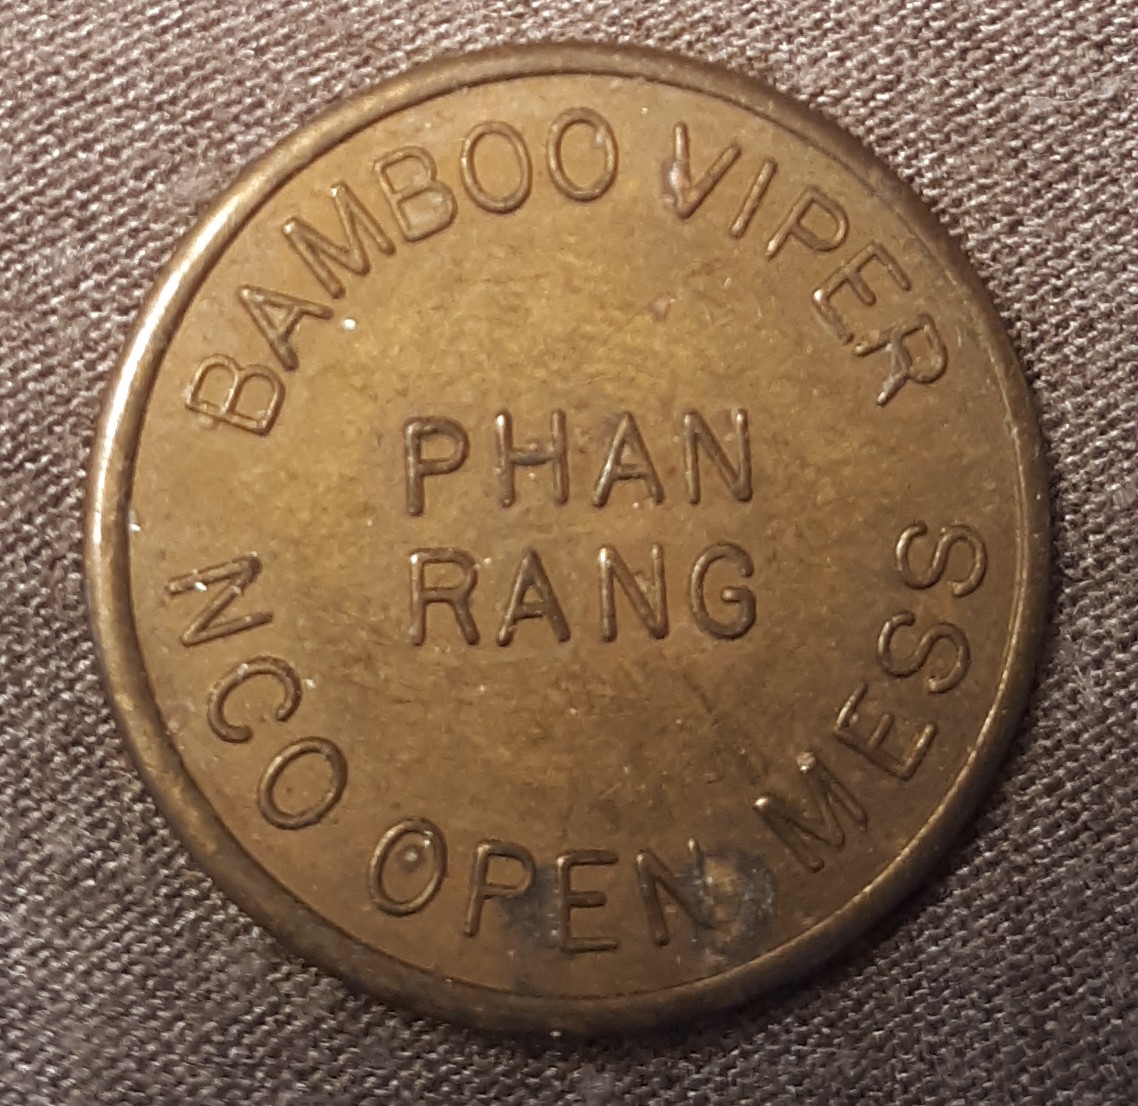 BAMBOO VIPER
PHAN
RANG
NCO OPEN MESS